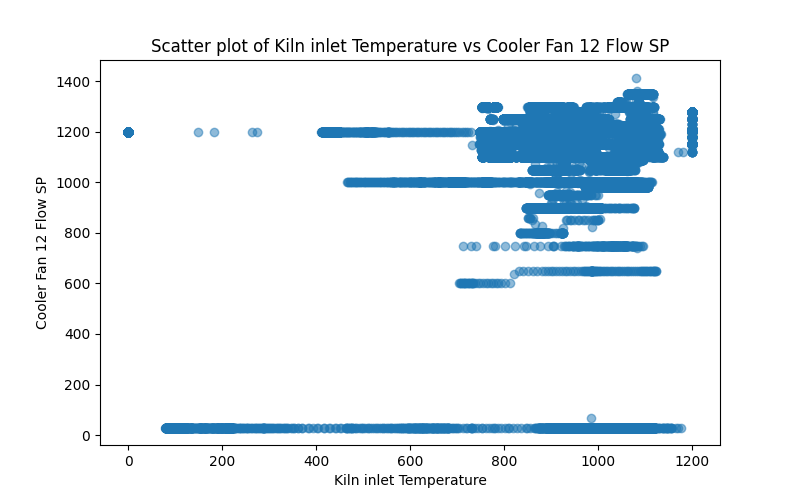 Scatter plot of Kiln inlet Temperature vs Cooler Fan 12 Flow SP
Cooler Fan 12 Flow SP
1400
1200
1000
800
600
400
200
0
0 200 400 600 800 1000 1200
Kiln inlet Temperature